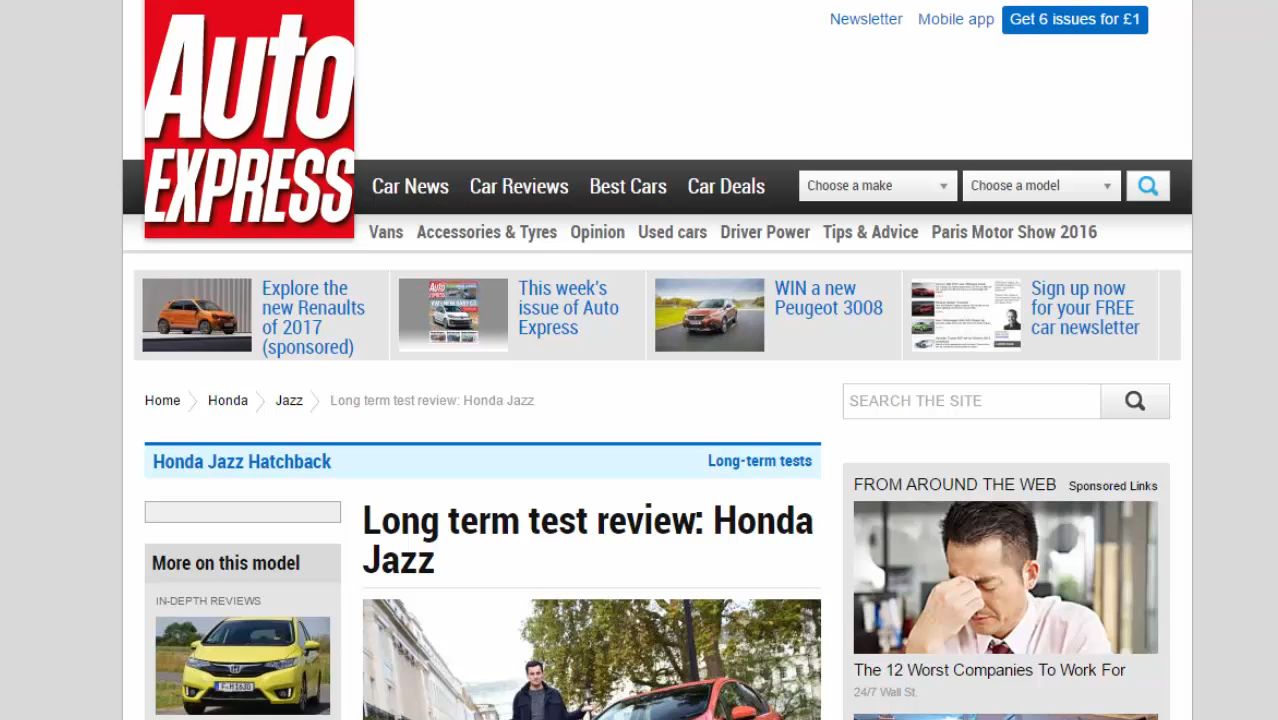 Auto
EXPRESS
Newsletter Mobile app Get 6 issues for £1
Car News Car Reviews Best Cars Car Deals Choose a make Choose a model
Vans Accessories & Tyres Opinion Used cars Driver Power Tips & Advice Paris Motor Show 2016
Explore the
new Renaults
of 2017
(sponsored)
This week's
issue of Auto
Express
WIN a new
Peugeot 3008
Sign up now
for your FREE
car newsletter
Home Honda Jazz Long term test review: Honda Jazz
SEARCH THE SITE
Honda Jazz Hatchback Long-term tests
Long term test review: Honda
Jazz
More on this model
IN-DEPTH REVIEWS
FROM AROUND THE WEB Sponsored Links
The 12 Worst Companies To Work For
24/7 Wall St.